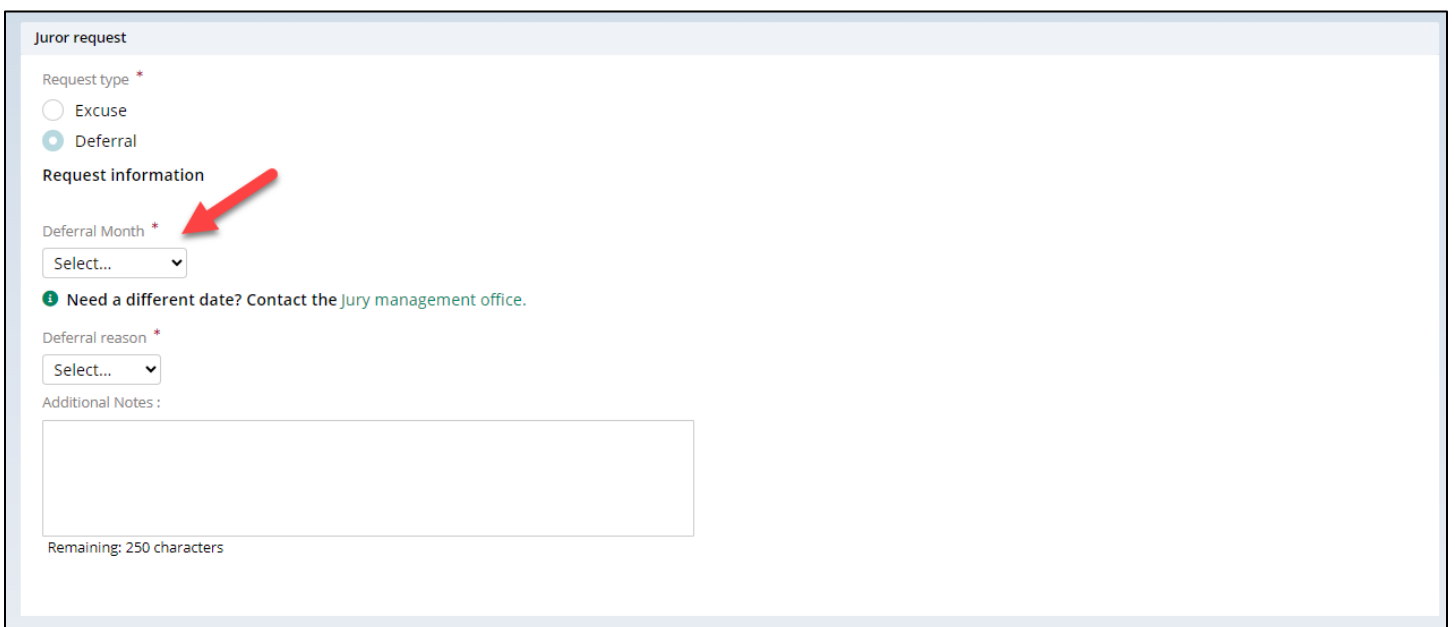 Juror request
Request type *
Excuse
Deferral
Request information
Deferral Month *
Select...
Need a different date? Contact the Jury management office.
Deferral reason *
Select...
Additional Notes :
Remaining: 250 characters